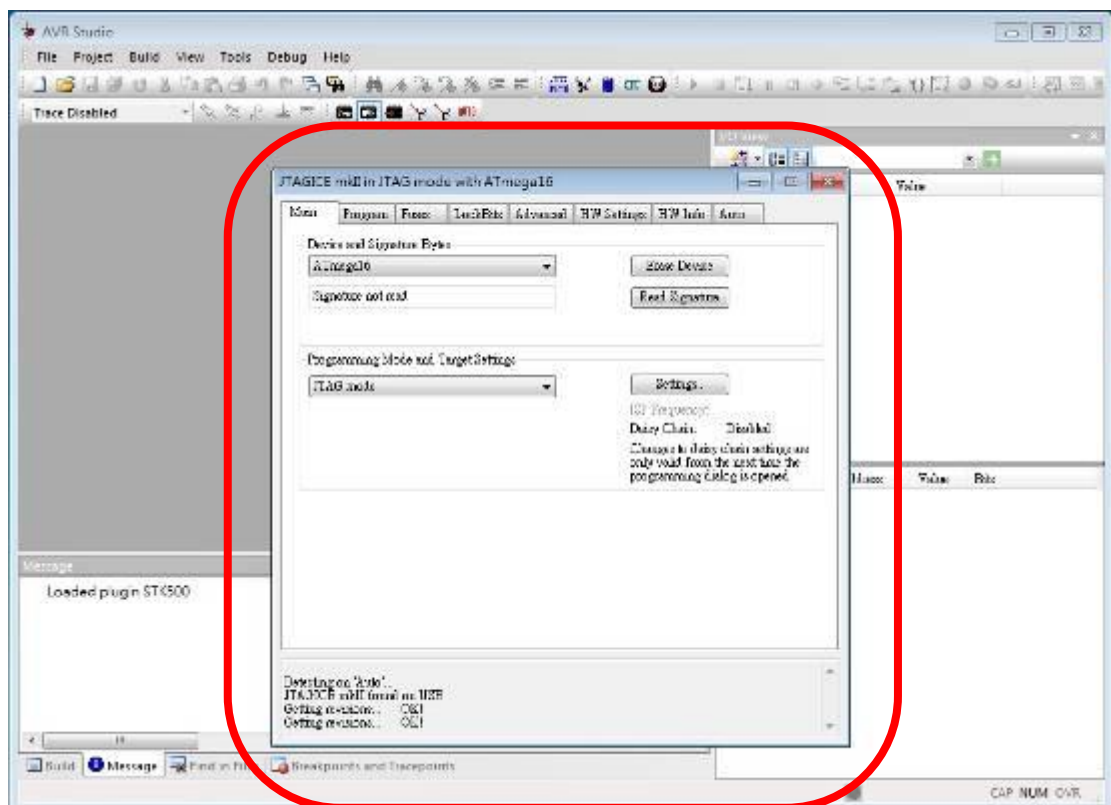 AVR Studio
File Project Build View Tools Debug Help
Trace Disabled
I/O View
Value
JTAGICE mkII in JTAG mode with ATmega16
Main Program Fuses LockBits Advanced HW Settings HW Info Auto
Device and Signature Bytes
ATmega16
Erase Device
Signature not read
Read Signature
Programming Mode and Target Settings
JTAG mode
Settings..
ISP Frequency:
Daisy Chain: Disabled
Changes to daisy chain settings are
only valid from the next time the
programming dialog is opened
Value Bits
Message
Loaded plugin STK500
Detecting on 'Auto'..
JTAGICE mkII found on USB
Getting revisions.. OK!
Getting revisions.. OK!
Build Message Find in Breakpoints and Tracepoints
CAP NUM OVR